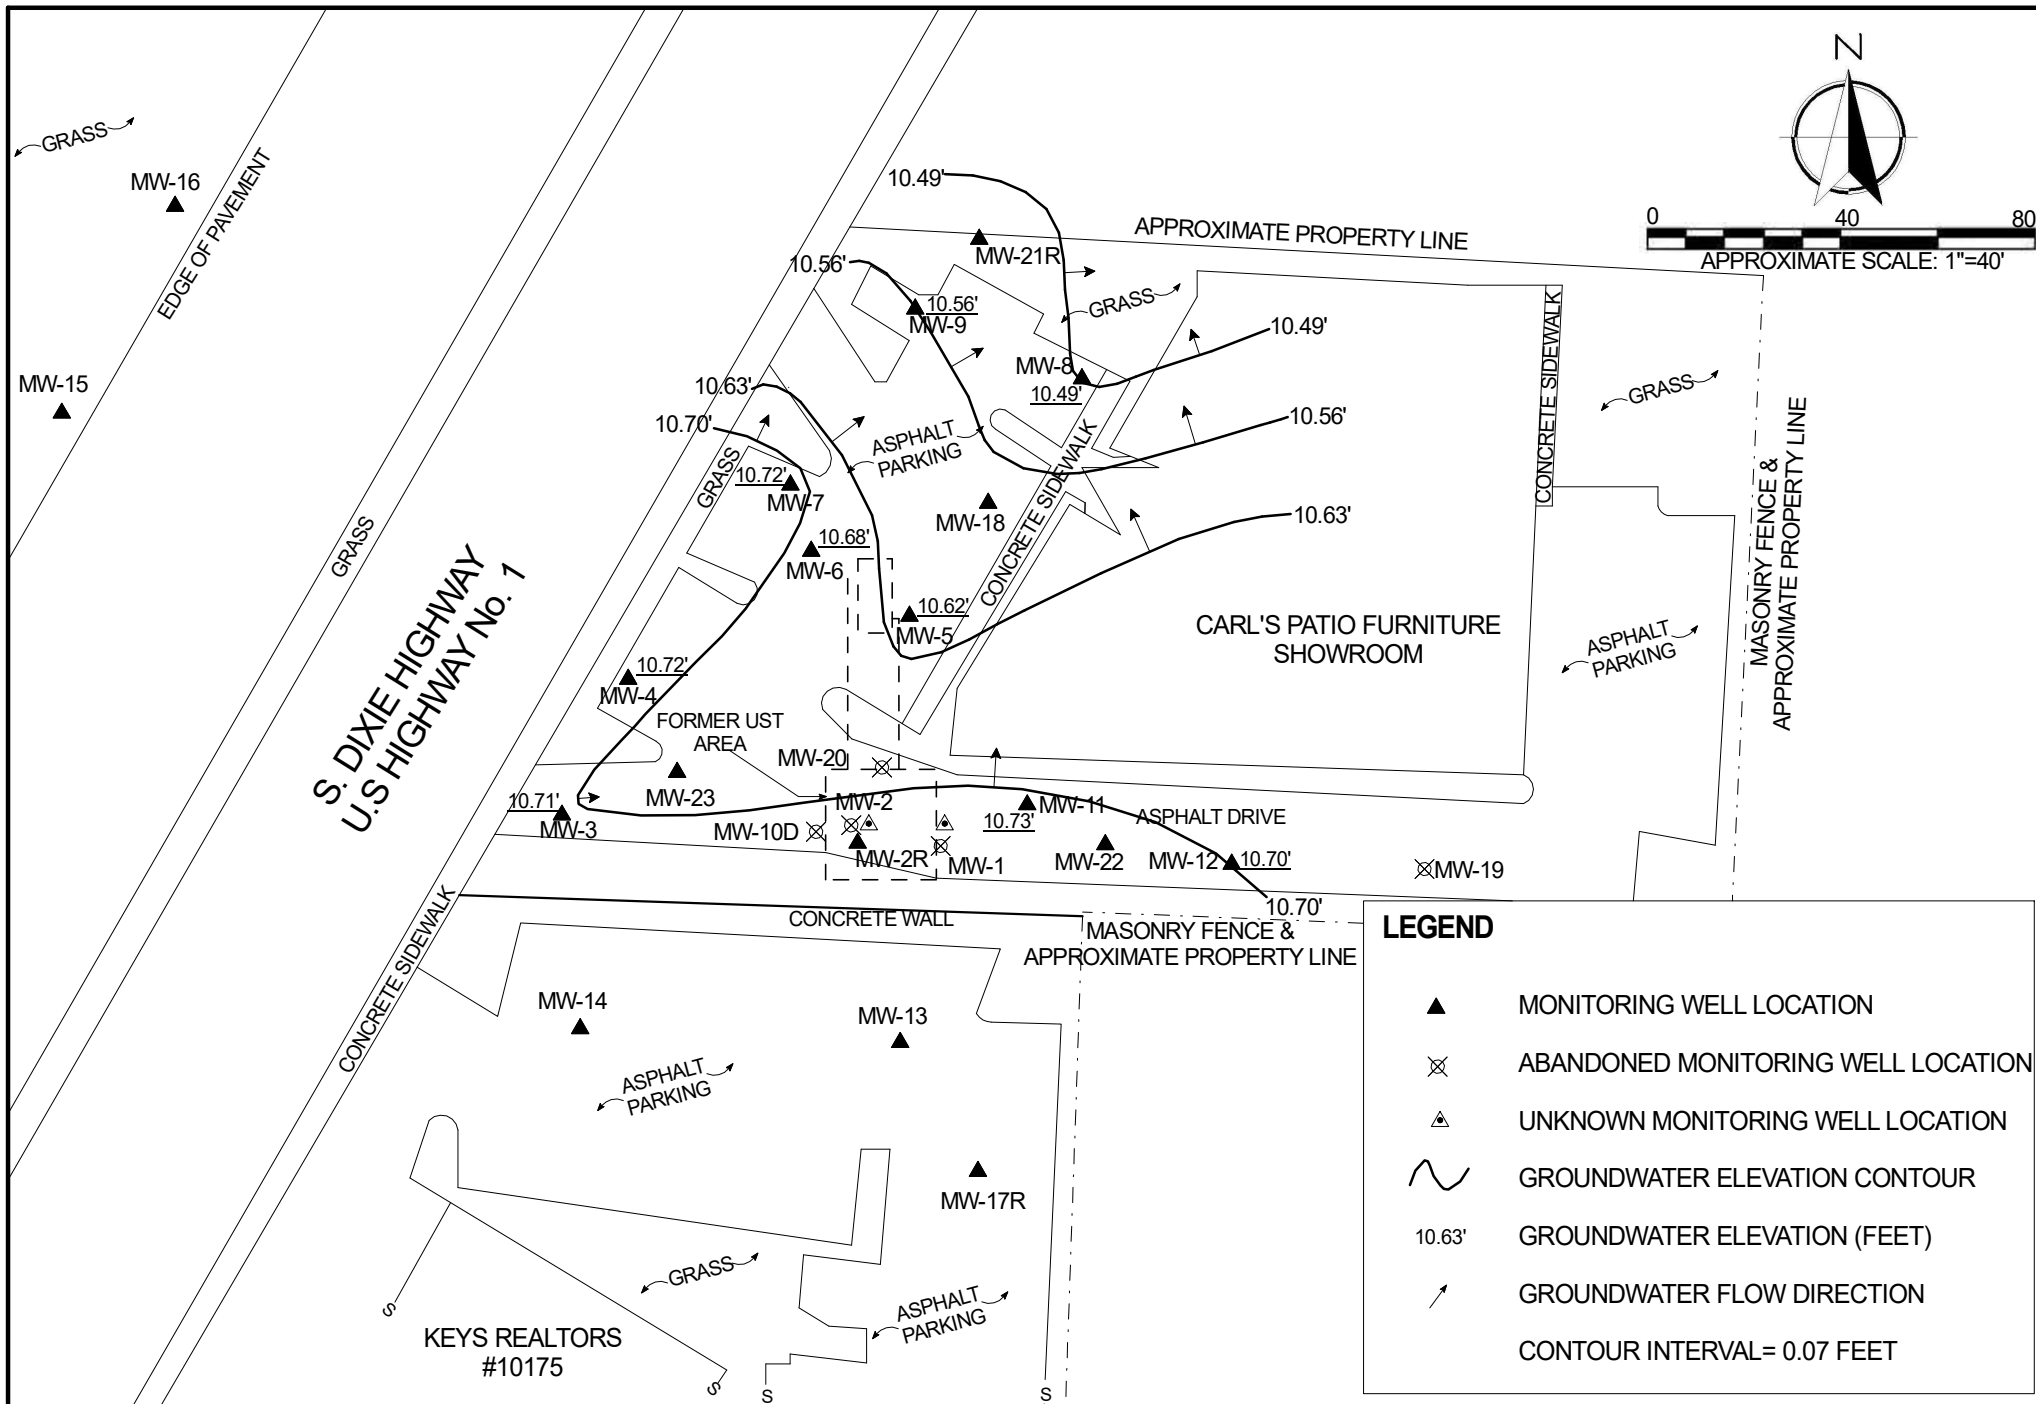 N
0 40 80
APPROXIMATE SCALE: 1"=40'
GRASS
MW-16
EDGE OF PAVEMENT
MW-15
GRASS
S. DIXIE HIGHWAY
U.S HIGHWAY No. 1
CONCRETE SIDEWALK
10.49'
APPROXIMATE PROPERTY LINE
MW-21R
10.56'
10.56'
MW-9
GRASS
10.49'
MW-8
10.49'
10.63'
10.70'
GRASS
ASPHALT
PARKING
10.56'
10.72'
MW-7
MW-18
10.63'
CONCRETE SIDEWALK
10.68'
MW-6
10.62'
MW-5
CARL'S PATIO FURNITURE
SHOWROOM
CONCRETE SIDEWALK
GRASS
MASONRY FENCE &
APPROXIMATE PROPERTY LINE
ASPHALT
PARKING
10.72'
MW-4
FORMER UST
AREA
MW-20
10.71'
MW-3
MW-23
MW-2
MW-11
10.73'
ASPHALT DRIVE
MW-10D
MW-2R
MW-1
MW-22
MW-12
10.70'
MW-19
10.70'
CONCRETE WALL
MASONRY FENCE &
APPROXIMATE PROPERTY LINE
MW-14
MW-13
ASPHALT
PARKING
MW-17R
GRASS
ASPHALT
PARKING
S
KEYS REALTORS
#10175
S
S
S
LEGEND
MONITORING WELL LOCATION
ABANDONED MONITORING WELL LOCATION
UNKNOWN MONITORING WELL LOCATION
GROUNDWATER ELEVATION CONTOUR
10.63' GROUNDWATER ELEVATION (FEET)
GROUNDWATER FLOW DIRECTION
CONTOUR INTERVAL= 0.07 FEET